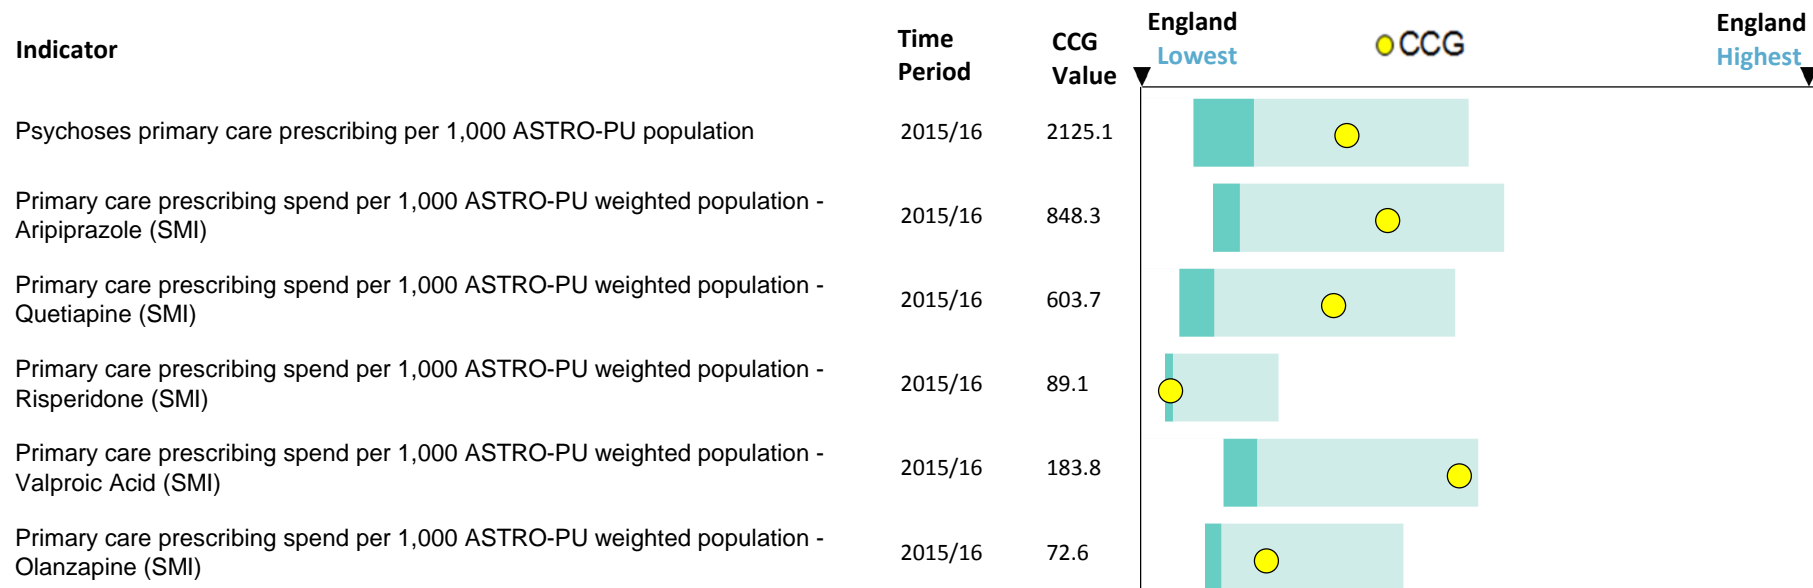 Indicator
Time
Period
CCG
Value
England
Lowest
CCG
England
Highest
Psychoses primary care prescribing per 1,000 ASTRO-PU population
2015/16
2125.1
Primary care prescribing spend per 1,000 ASTRO-PU weighted population -
Aripiprazole (SMI)
2015/16
848.3
Primary care prescribing spend per 1,000 ASTRO-PU weighted population -
Quetiapine (SMI)
2015/16
603.7
Primary care prescribing spend per 1,000 ASTRO-PU weighted population -
Risperidone (SMI)
2015/16
89.1
Primary care prescribing spend per 1,000 ASTRO-PU weighted population -
Valproic Acid (SMI)
2015/16
183.8
Primary care prescribing spend per 1,000 ASTRO-PU weighted population -
Olanzapine (SMI)
2015/16
72.6